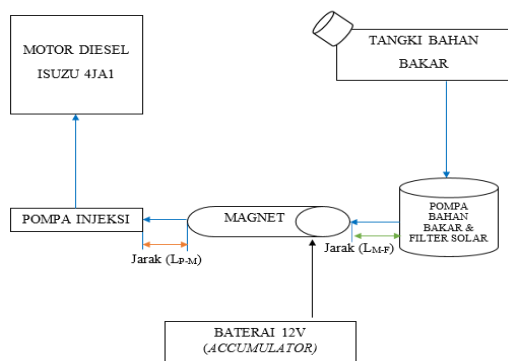 MOTOR DIESEL
ISUZU 4JA1
TANGKI BAHAN
BAKAR
POMPA INJEKSI
MAGNET
POMPA
BAHAN
BAKAR &
FILTER SOLAR
Jarak (LP-M)
Jarak (LM-F)
BATERAI 12V
(ACCUMULATOR)